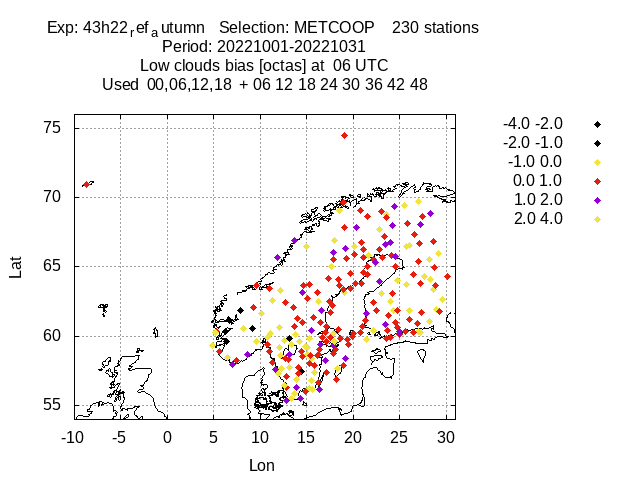 Exp: 43h22ref a utumn Selection: METCOOP 230 stations
Period: 20221001-20221031
Low clouds bias [octas] at 06 UTC
Used 00,06,12,18 + 06 12 18 24 30 36 42 48
-4.0 -2.0
-2.0 -1.0
-1.0 0.0
0.0 1.0
1.0 2.0
2.0 4.0
75
70
65
60
55
Lat
-10 -5 0 5 10 15 20 25 30
Lon